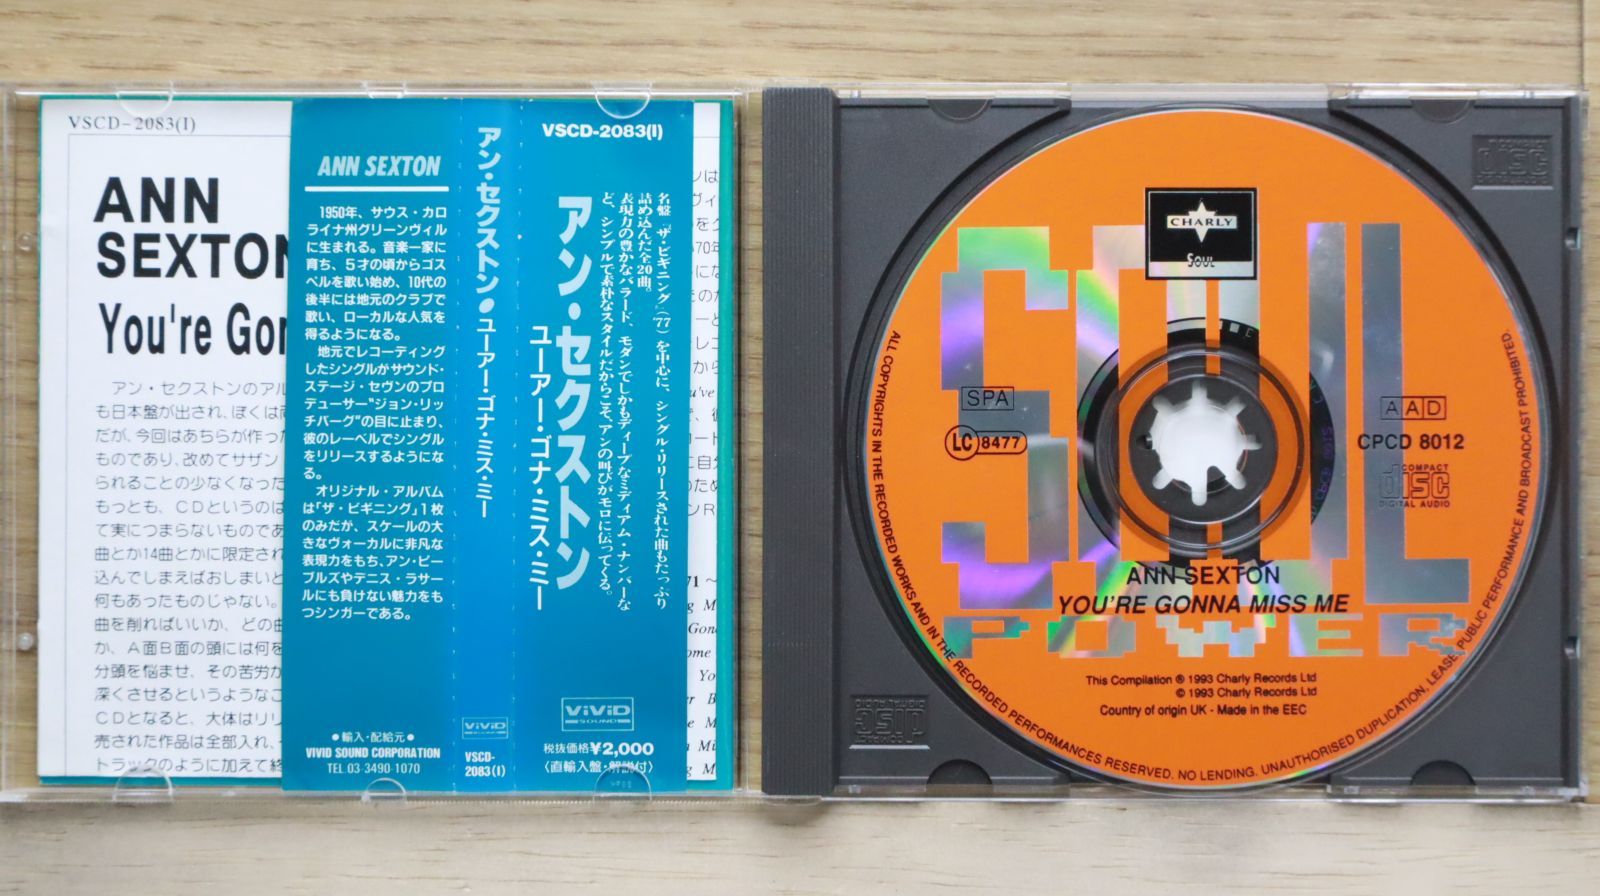 VSCD-2083(I)
ANN
SEXTON
You're Gon
アン・セクストンのアル
も日本盤が出され、ぼくは両
だが、今回はあちらが作った
ものであり、改めてサザン
られることの少なくなった
もっとも、CDというのは
て実につまらないものであ
曲とか14曲とかに限定され
込んでしまえばおしまいと
何もあったものじゃない。
曲を削ればいいか、どの曲
か、A面B面の頭には何を
分頭を悩ませ、その苦労か
深くさせるというようなこ
CDとなると、大体はリリ
売された作品は全部入れ、
トラックのように加えて終
ANN SEXTON
1950年、サウス・カロ
ライナ州グリーンヴィル
に生まれる。音楽一家に
育ち、5才の頃からゴス
ペルを歌い始め、10代の
後半には地元のクラブで
歌い、ローカルな人気を
得るようになる。
地元でレコーディング
したシングルがサウンド・
ステージ・セヴンのプロ
デューサー"ジョン・リッ
チバーグ"の目に止まり、
彼のレーベルでシングル
をリリースするようにな
る。
オリジナル・アルバム
は「ザ・ビギニング」1枚
のみだが、スケールの大
きなヴォーカルに非凡な
表現力をもち、アン・ピー
ブルズやデニス・ラサー
ルにも負けない魅力をも
つシンガーである。
●輸入・配給元●
VIVID SOUND CORPORATION
TEL.03-3490-1070
アン・セクストン●ユーアー・ゴナ・ミス・ミー
ViViD
SOUND
VSCD-
2083(I)
VSCD-2083(I)
名盤『ザ・ビギニング』('77)を中心に、シングル・リリースされた曲もたっぷり
詰め込んだ全20曲。
表現力の豊かなバラード、モダンでしかもディープなミディアム・ナンバーな
ど、シンプルで素朴なスタイルだからこそ、アンの叫びがモロに伝ってくる。
アン・セクストン
ユーアー・ゴナ・ミス・ミー
ViViD
SOUND
税抜価格¥2,000
〈直輸入盤・解説付〉
CHARLY
SOUL
SOUL
POWER
SPA
LC 8477
AAD
CPCD 8012
COMPACT
disc
DIGITAL AUDIO
ANN SEXTON
YOU'RE GONNA MISS ME
This Compilation ℗ 1993 Charly Records Ltd
© 1993 Charly Records Ltd
Country of origin UK - Made in the EEC
ALL COPYRIGHTS IN THE RECORDED WORKS AND IN THE RECORDED PERFORMANCES RESERVED. NO LENDING, UNAUTHORISED DUPLICATION, LEASE, PUBLIC PERFORMANCE AND BROADCAST PROHIBITED.